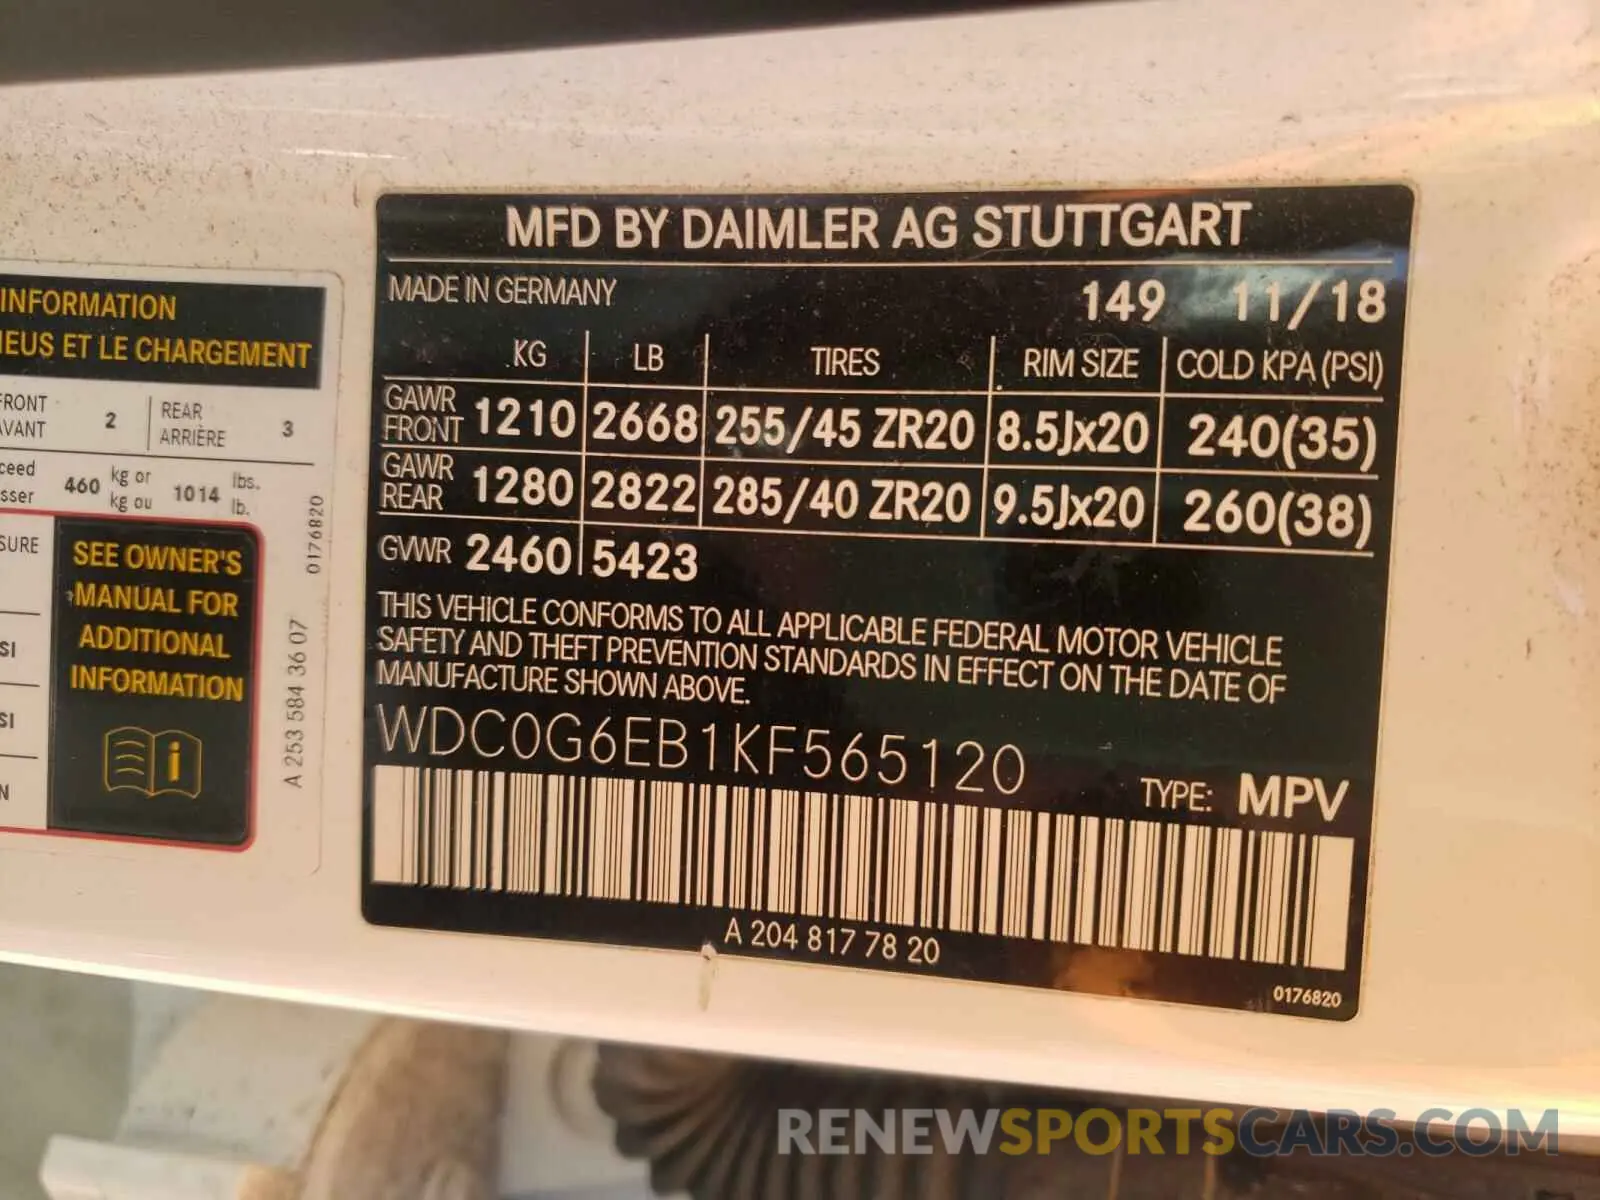 INFORMATION
ET LE CHARGEMENT
FRONT 2 REAR 3
AVANT ARRIÈRE
460 kg or 1014 lbs.
kg ou lb.
SEE OWNER'S
MANUAL FOR
ADDITIONAL
INFORMATION
0176820
A 253 584 36 07
MFD BY DAIMLER AG STUTTGART
MADE IN GERMANY 149 11/18
KG LB TIRES RIM SIZE COLD KPA (PSI)
GAWR FRONT 1210 2668 255/45 ZR20 8.5Jx20 240(35)
GAWR REAR 1280 2822 285/40 ZR20 9.5Jx20 260(38)
GVWR 2460 5423
THIS VEHICLE CONFORMS TO ALL APPLICABLE FEDERAL MOTOR VEHICLE
SAFETY AND THEFT PREVENTION STANDARDS IN EFFECT ON THE DATE OF
MANUFACTURE SHOWN ABOVE.
WDC0G6EB1KF565120
TYPE: MPV
A 204 817 78 20
0176820
RENEWSPORTSCARS.COM